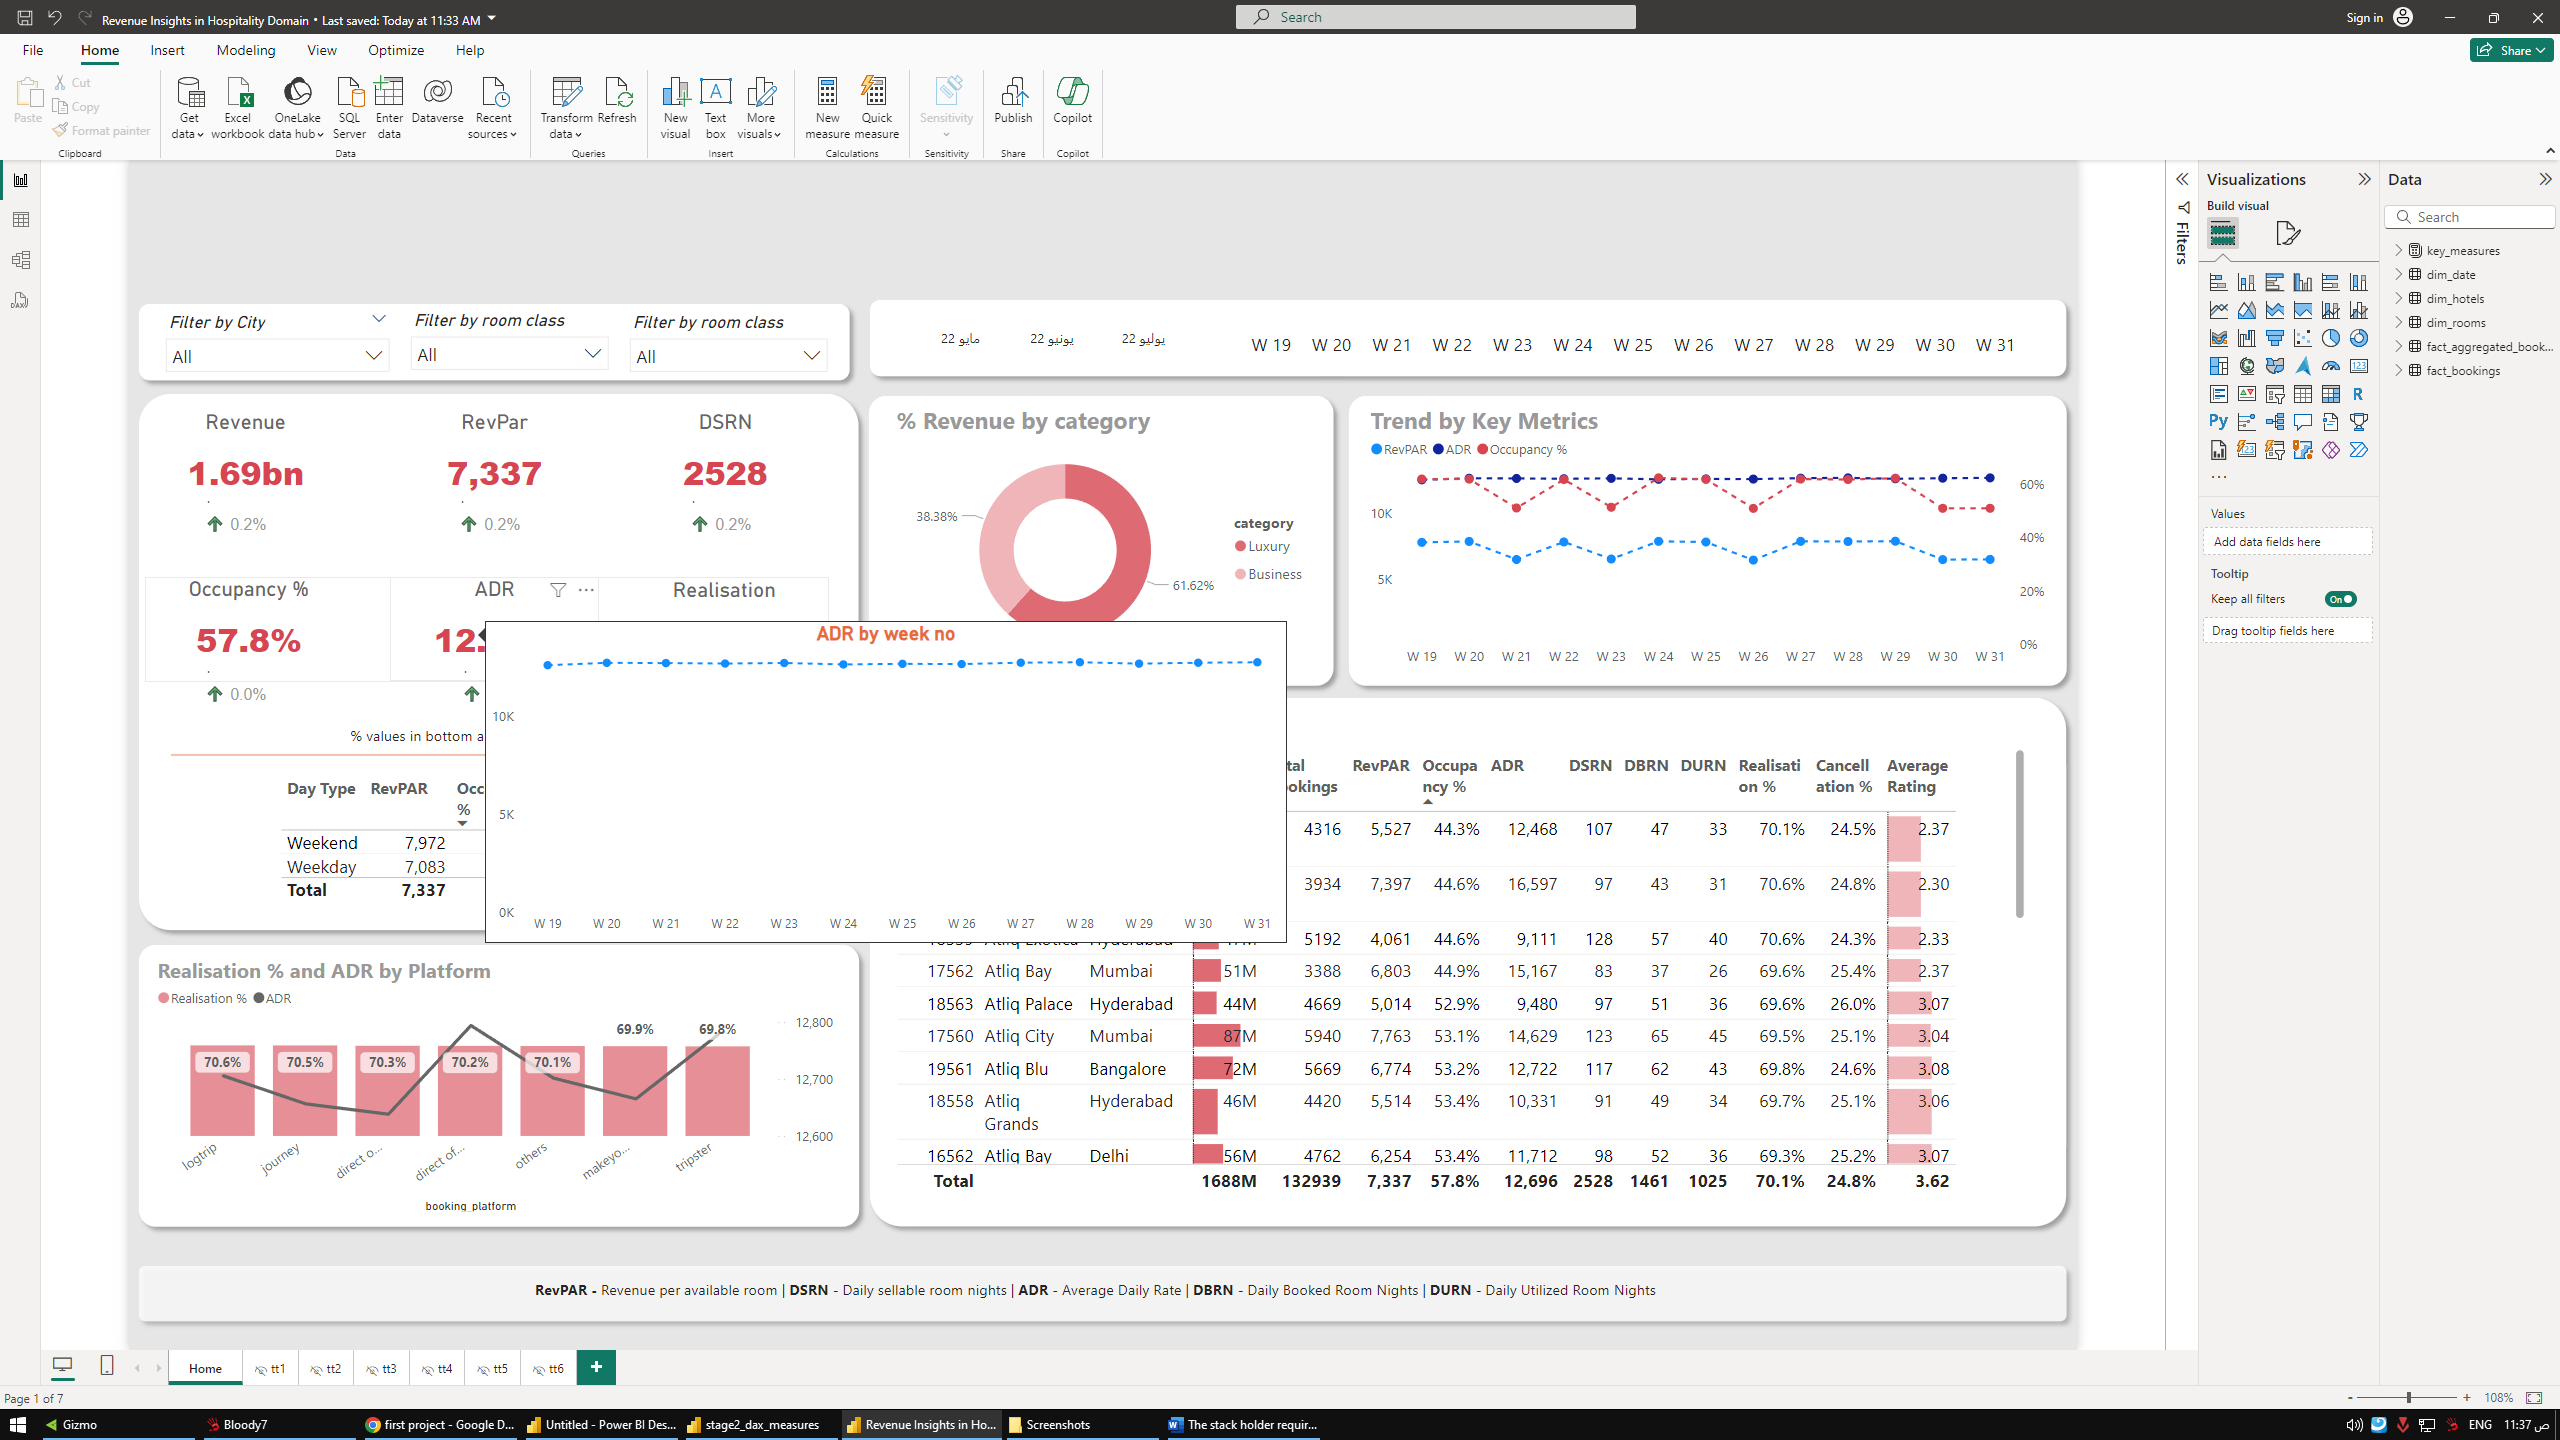 Revenue Insights in Hospitality Domain • Last saved: Today at 11:33 AM
Search
Sign in
File Home Insert Modeling View Optimize Help
Share
Paste
Cut
Copy
Format painter
Clipboard
Get data
Excel workbook
OneLake data hub
SQL Server
Enter data
Dataverse
Recent sources
Data
Transform data
Refresh
Queries
New visual
Text box
More visuals
Insert
New measure
Quick measure
Calculations
Sensitivity
Sensitivity
Publish
Share
Copilot
Copilot
Filter by City
All
Filter by room class
All
Filter by room class
All
مايو 22
يونيو 22
يوليو 22
W 19 W 20 W 21 W 22 W 23 W 24 W 25 W 26 W 27 W 28 W 29 W 30 W 31
Revenue
1.69bn
0.2%
RevPar
7,337
0.2%
DSRN
2528
0.2%
Occupancy %
57.8%
0.0%
ADR
12.
Realisation
% values in bottom a
Day Type RevPAR Occ %
Weekend 7,972
Weekday 7,083
Total 7,337
% Revenue by category
38.38%
61.62%
category
Luxury
Business
Trend by Key Metrics
RevPAR ADR Occupancy %
10K
5K
60%
40%
20%
0%
W 19 W 20 W 21 W 22 W 23 W 24 W 25 W 26 W 27 W 28 W 29 W 30 W 31
ADR by week no
10K
5K
0K
W 19 W 20 W 21 W 22 W 23 W 24 W 25 W 26 W 27 W 28 W 29 W 30 W 31
tal ookings RevPAR Occupa ncy % ADR DSRN DBRN DURN Realisati on % Cancell ation % Average Rating
4316 5,527 44.3% 12,468 107 47 33 70.1% 24.5% 2.37
3934 7,397 44.6% 16,597 97 43 31 70.6% 24.8% 2.30
5192 4,061 44.6% 9,111 128 57 40 70.6% 24.3% 2.33
17562 Atliq Bay Mumbai 51M 3388 6,803 44.9% 15,167 83 37 26 69.6% 25.4% 2.37
18563 Atliq Palace Hyderabad 44M 4669 5,014 52.9% 9,480 97 51 36 69.6% 26.0% 3.07
17560 Atliq City Mumbai 87M 5940 7,763 53.1% 14,629 123 65 45 69.5% 25.1% 3.04
19561 Atliq Blu Bangalore 72M 5669 6,774 53.2% 12,722 117 62 43 69.8% 24.6% 3.08
18558 Atliq Grands Hyderabad 46M 4420 5,514 53.4% 10,331 91 49 34 69.7% 25.1% 3.06
16562 Atliq Bay Delhi 56M 4762 6,254 53.4% 11,712 98 52 36 69.3% 25.2% 3.07
Total 1688M 132939 7,337 57.8% 12,696 2528 1461 1025 70.1% 24.8% 3.62
Realisation % and ADR by Platform
Realisation % ADR
70.6% 70.5% 70.3% 70.2% 70.1% 69.9% 69.8%
12,800
12,700
12,600
logtrip journey direct o... direct of... others makeyo... tripster
booking_platform
RevPAR - Revenue per available room | DSRN - Daily sellable room nights | ADR - Average Daily Rate | DBRN - Daily Booked Room Nights | DURN - Daily Utilized Room Nights
Filters
Visualizations
Build visual
Values
Add data fields here
Tooltip
Keep all filters
On
Drag tooltip fields here
Data
Search
key_measures
dim_date
dim_hotels
dim_rooms
fact_aggregated_book...
fact_bookings
Home tt1 tt2 tt3 tt4 tt5 tt6
Page 1 of 7
108%
Gizmo
Bloody7
first project - Google D...
Untitled - Power BI Des...
stage2_dax_measures
Revenue Insights in Ho...
Screenshots
The stack holder requir...
ENG
11:37 ص